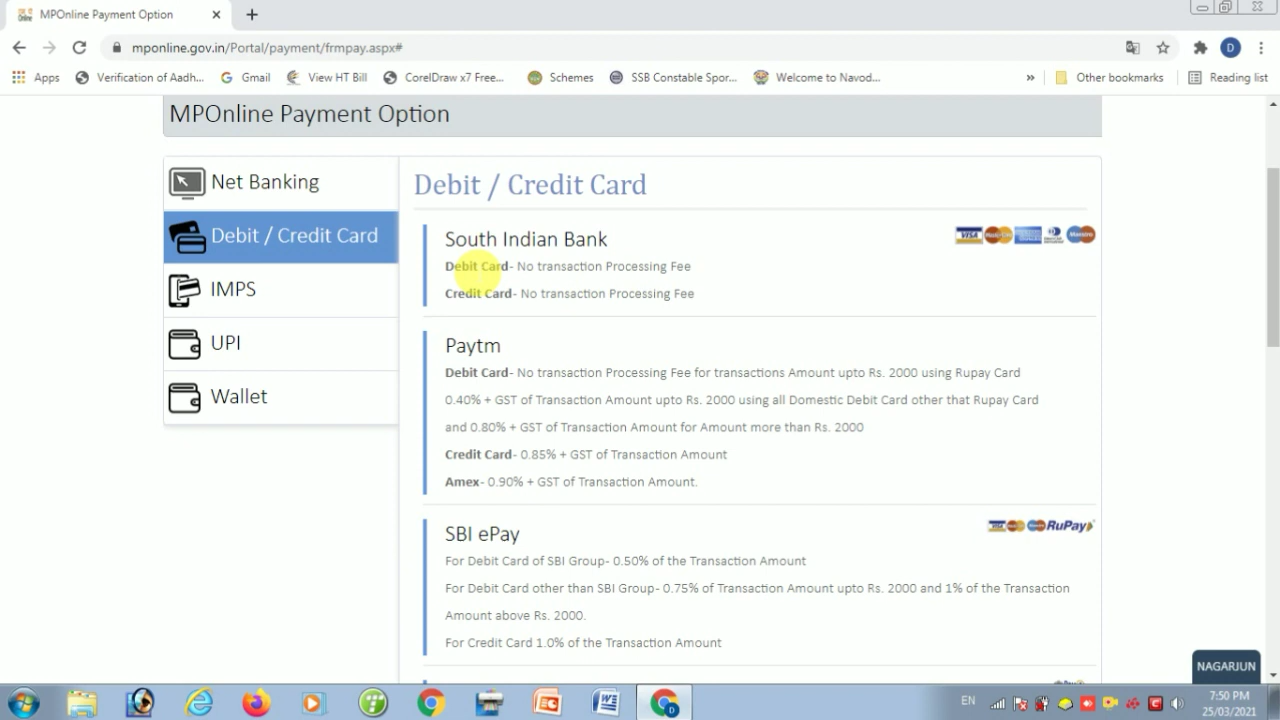 MPOnline Payment Option
mponline.gov.in/Portal/payment/frmpay.aspx#
Apps
Verification of Aadh...
Gmail
View HT Bill
CorelDraw x7 Free...
Schemes
SSB Constable Spor...
Welcome to Navod...
»
Other bookmarks
Reading list
D
MPOnline Payment Option
Net Banking
Debit / Credit Card
IMPS
UPI
Wallet
Debit / Credit Card
South Indian Bank
VISA
Maestro
Debit Card- No transaction Processing Fee
Credit Card- No transaction Processing Fee
Paytm
Debit Card- No transaction Processing Fee for transactions Amount upto Rs. 2000 using Rupay Card
0.40% + GST of Transaction Amount upto Rs. 2000 using all Domestic Debit Card other that Rupay Card
and 0.80% + GST of Transaction Amount for Amount more than Rs. 2000
Credit Card- 0.85% + GST of Transaction Amount
Amex- 0.90% + GST of Transaction Amount.
SBI ePay
VISA
RuPay
For Debit Card of SBI Group- 0.50% of the Transaction Amount
For Debit Card other than SBI Group- 0.75% of Transaction Amount upto Rs. 2000 and 1% of the Transaction
Amount above Rs. 2000.
For Credit Card 1.0% of the Transaction Amount
NAGARJUN
EN
7:50 PM
25/03/2021